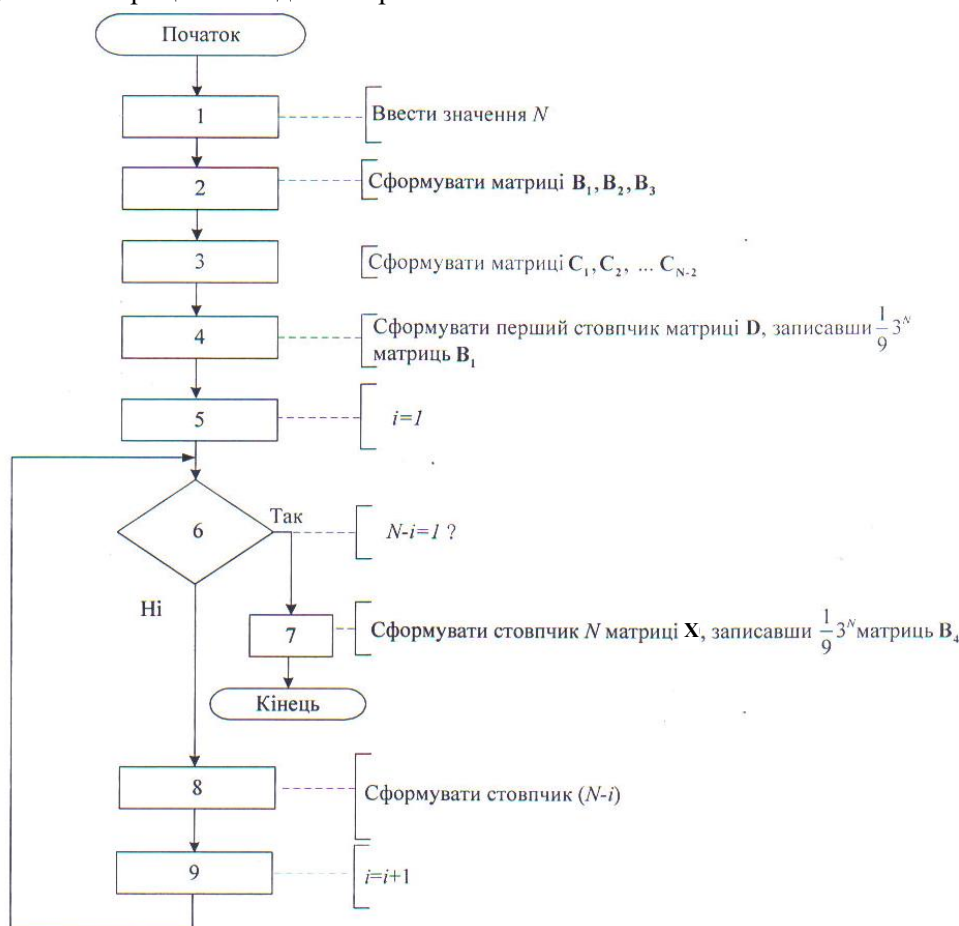 Початок
1
Ввести значення N
2
Сформувати матриці B₁, B₂, B₃
3
Сформувати матриці C₁, C₂, ... C_N-2
4
Сформувати перший стовпчик матриці D, записавши 1/9 3^N
матриць B₁
5
i=1
6
Так
N-i=1 ?
Ні
7
Сформувати стовпчик N матриці X, записавши 1/9 3^N матриць B₄
Кінець
8
Сформувати стовпчик (N-i)
9
i=i+1